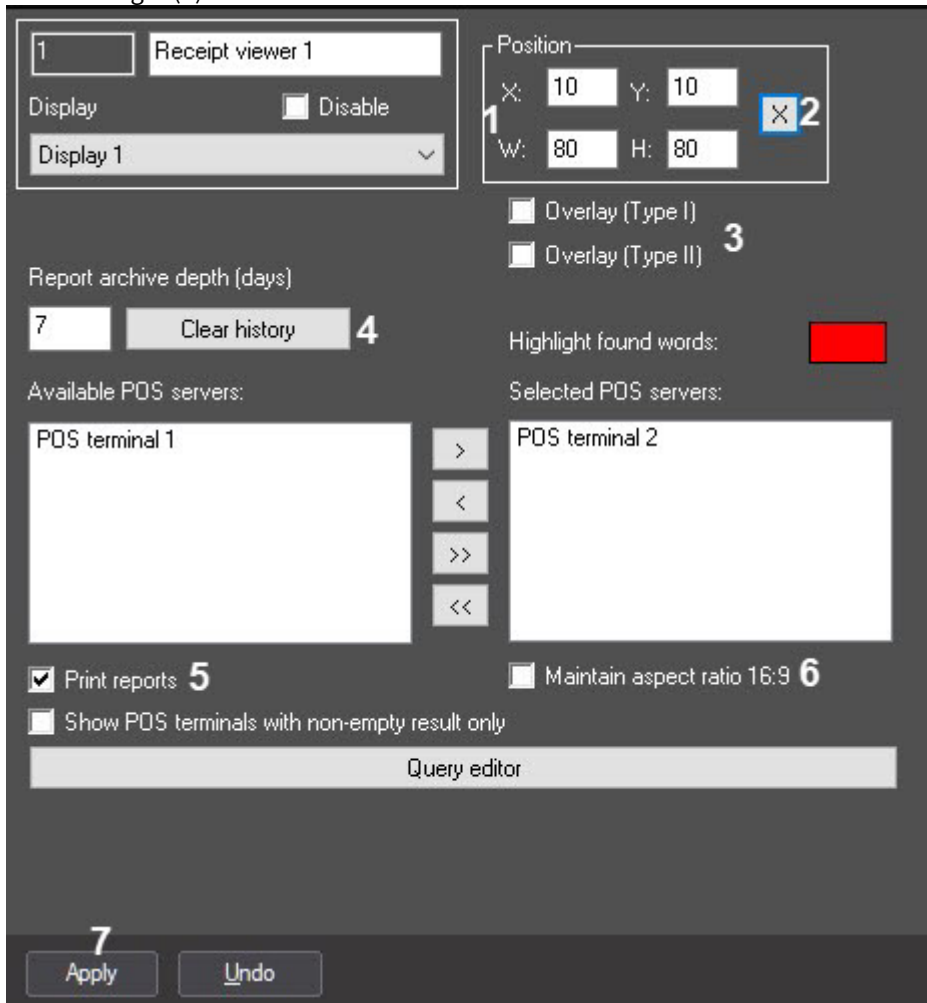 1 Receipt viewer 1
Display Disable
Display 1
Position
X: 10 Y: 10
1 X 2
W: 80 H: 80
Overlay (Type I)
Overlay (Type II) 3
Report archive depth (days)
7 Clear history 4
Highlight found words:
Available POS servers:
Selected POS servers:
POS terminal 1
POS terminal 2
>
<
>>
<<
Print reports 5
Maintain aspect ratio 16:9 6
Show POS terminals with non-empty result only
Query editor
7
Apply Undo